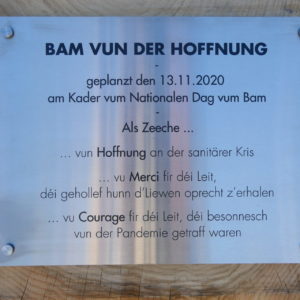 BAM VUN DER HOFFNUNG
-
geplanzt den 13.11.2020
am Kader vum Nationalen Dag vum Bam
-
Als Zeeche ...
... vun Hoffnung an der sanitärer Kris
... vu Merci fir déi Leit,
déi gehollef hunn d'Liewen oprecht z'erhalen
... vu Courage fir déi Leit, déi besonnesch
vun der Pandemie getraff waren